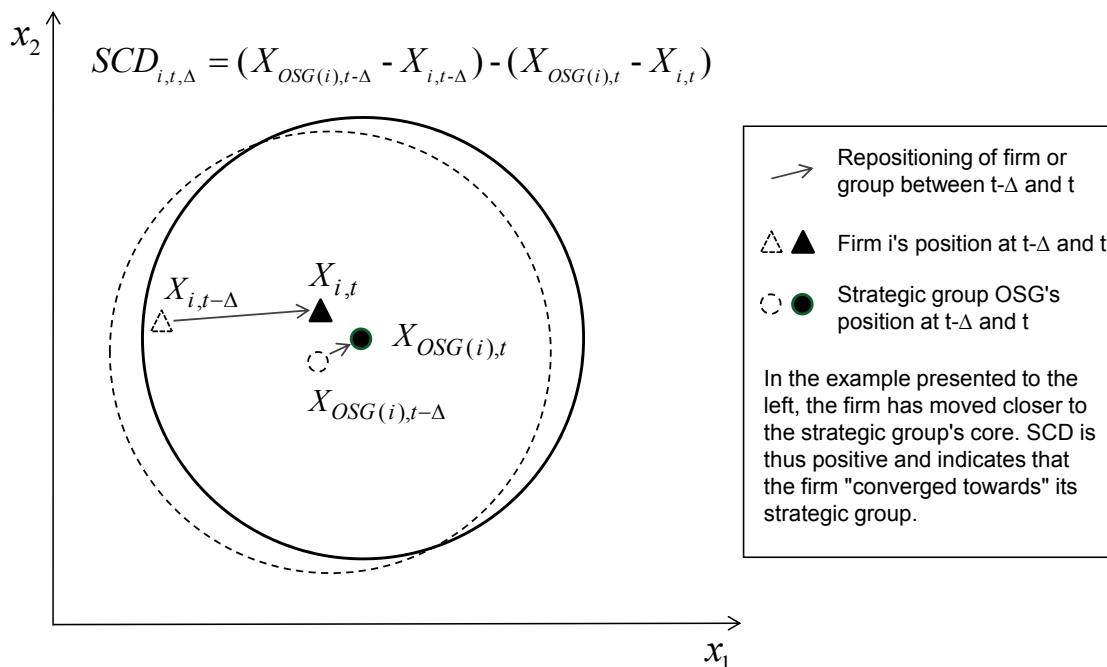 x₂
SCD_{i,t,Δ} = (X_{OSG(i),t-Δ} - X_{i,t-Δ}) - (X_{OSG(i),t} - X_{i,t})
Repositioning of firm or
group between t-Δ and t
Firm i's position at t-Δ and t
Strategic group OSG's
position at t-Δ and t
In the example presented to the
left, the firm has moved closer to
the strategic group's core. SCD is
thus positive and indicates that
the firm "converged towards" its
strategic group.
X_{i,t−Δ}
X_{i,t}
X_{OSG(i),t}
X_{OSG(i),t−Δ}
x₁